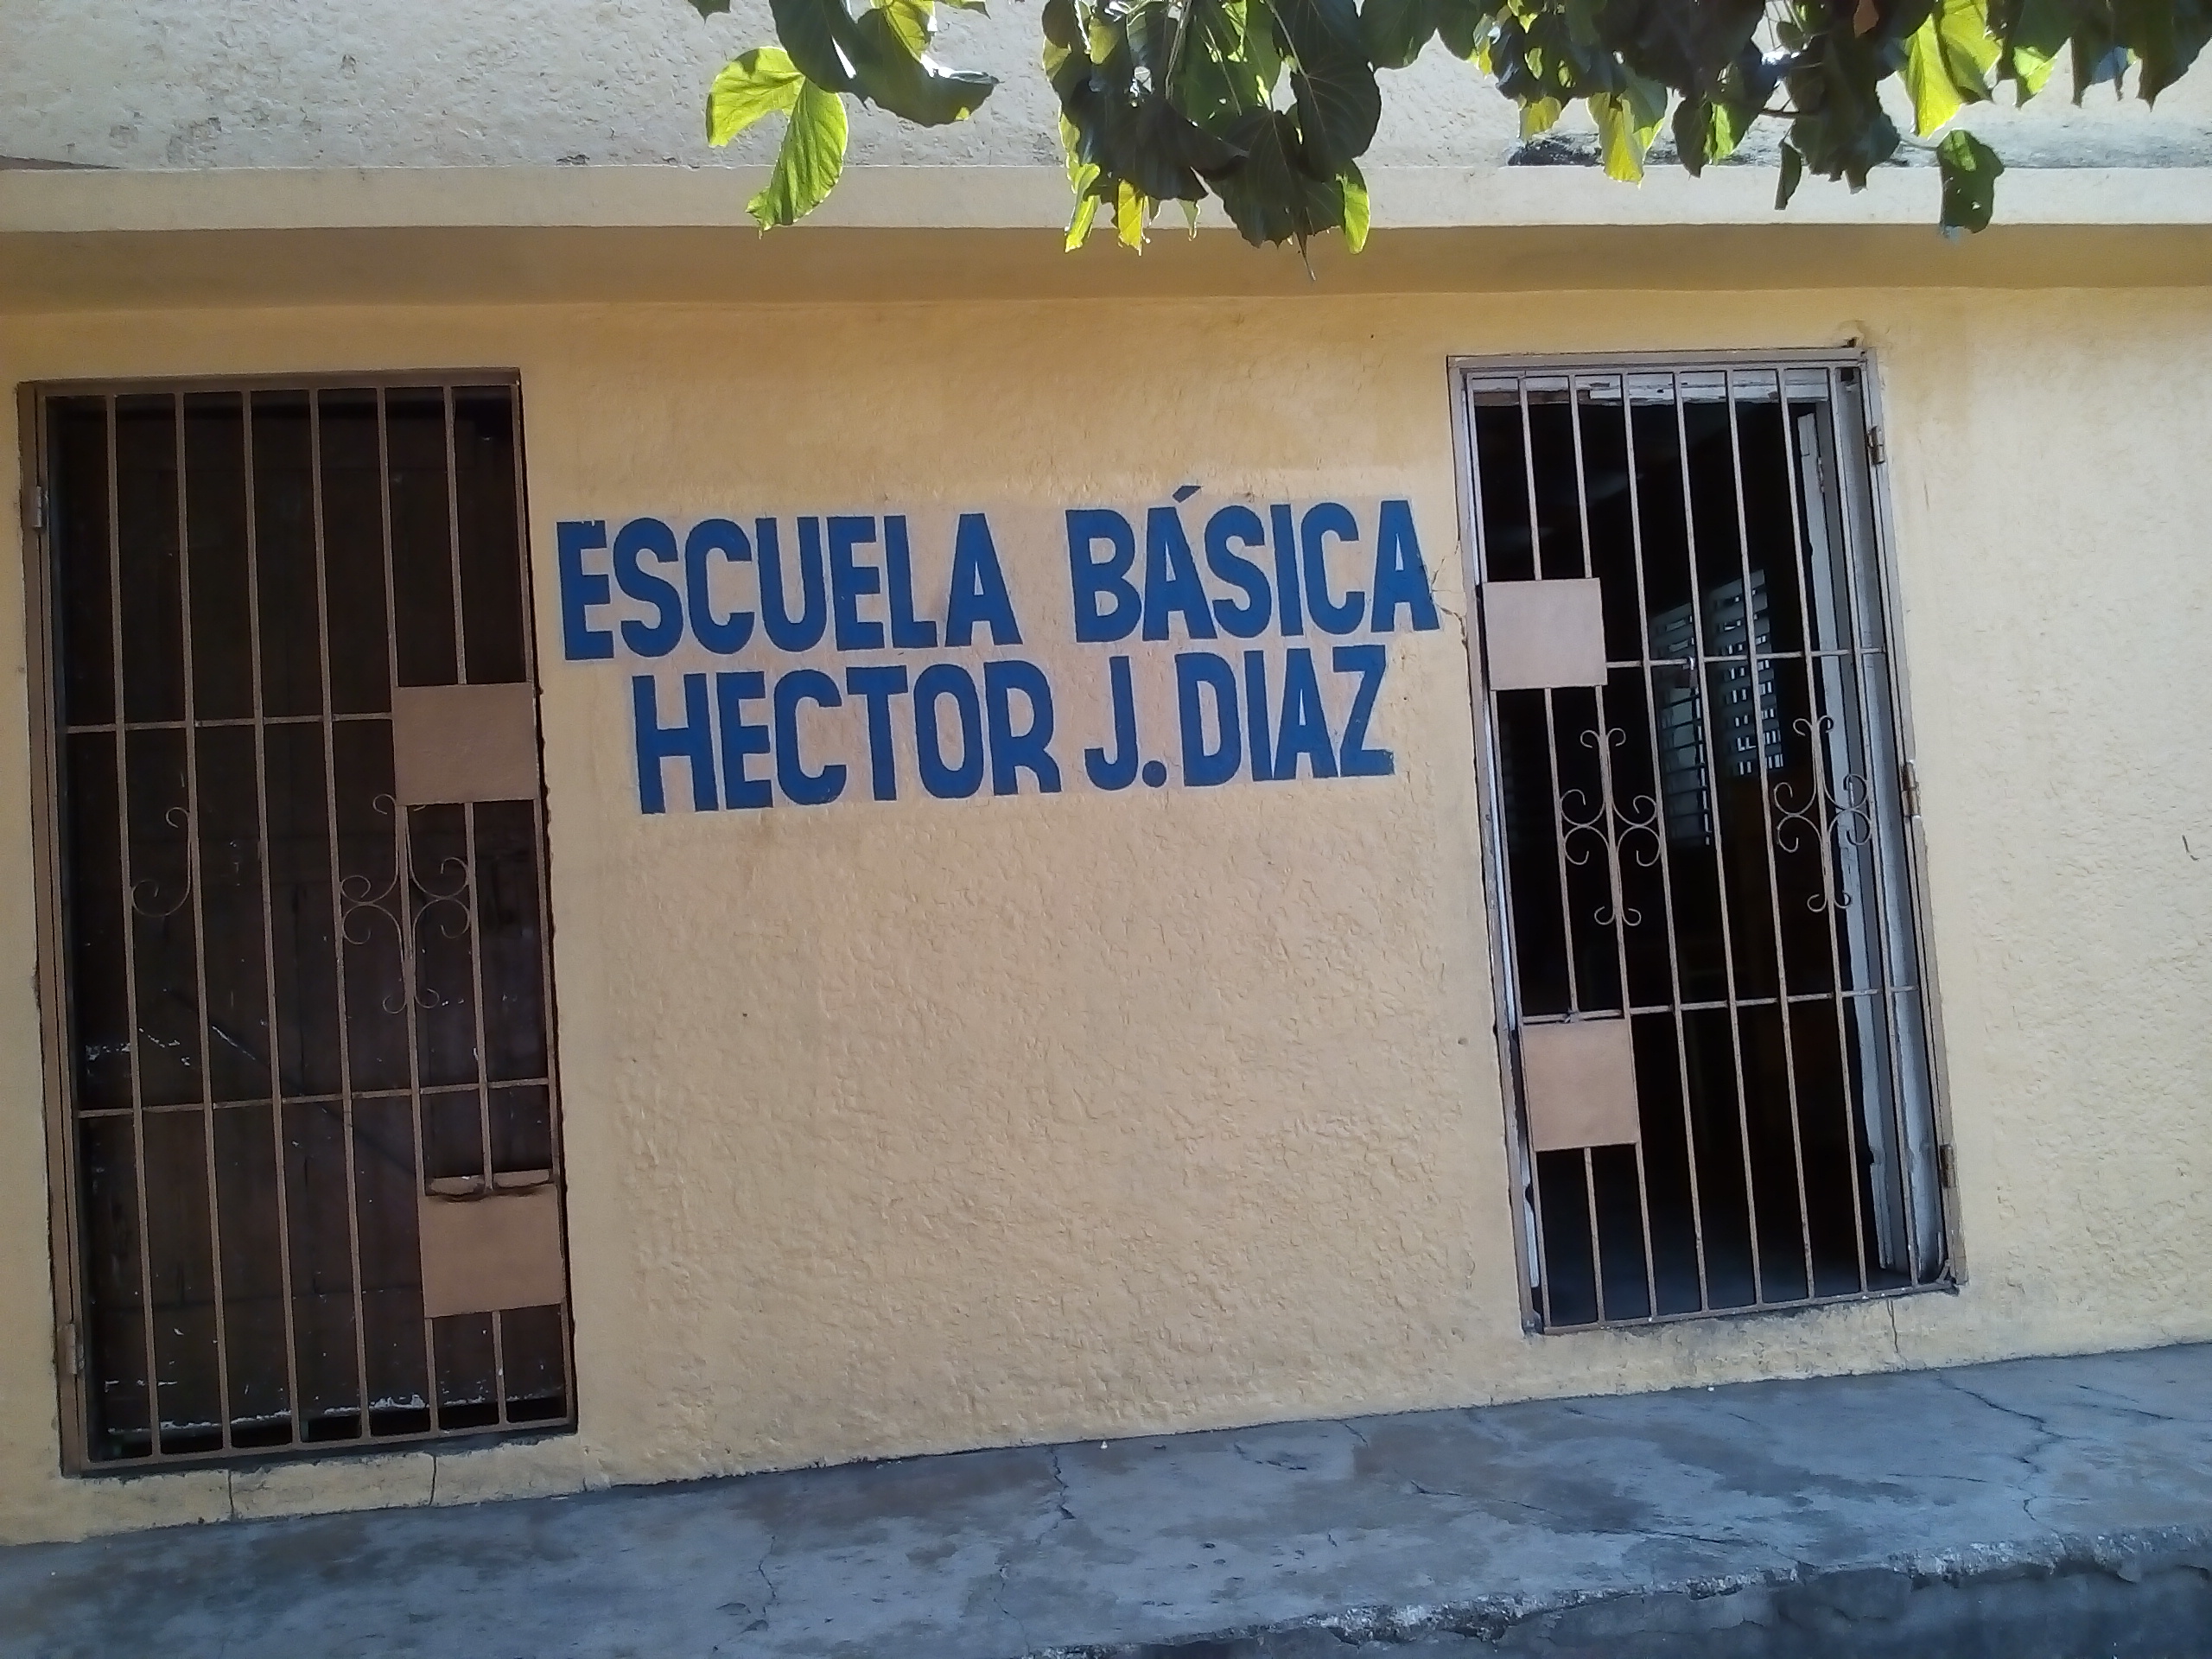 ESCUELA BÁSICA
HECTOR J. DIAZ